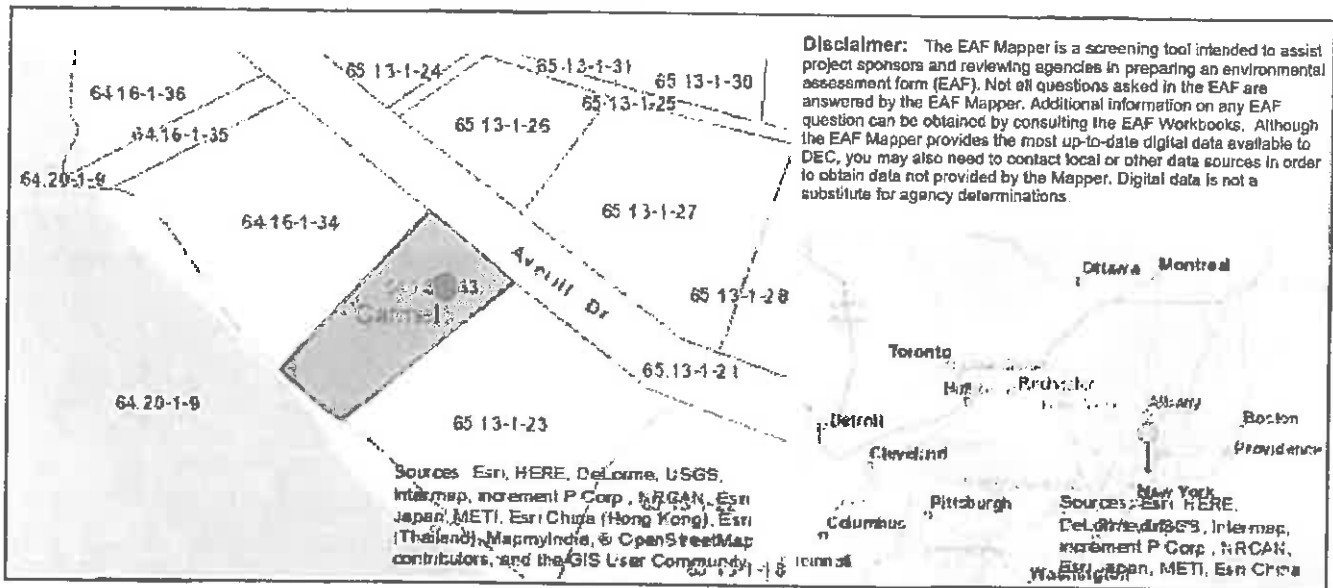 Disclaimer: The EAF Mapper is a screening tool intended to assist
project sponsors and reviewing agencies in preparing an environmental
assessment form (EAF). Not all questions asked in the EAF are
answered by the EAF Mapper. Additional information on any EAF
question can be obtained by consulting the EAF Workbooks. Although
the EAF Mapper provides the most up-to-date digital data available to
DEC, you may also need to contact local or other data sources in order
to obtain data not provided by the Mapper. Digital data is not a
substitute for agency determinations.
65.13-1-24
65.13-1-31
65.13-1-30
64.16-1-36
65.13-1-25
64.16-1-35
65.13-1-26
64.20-1-9
64.16-1-34
65.13-1-27
Averill Dr
65.13-1-28
65.13-1-21
64.20-1-9
65.13-1-23
Sources: Esri, HERE, DeLorme, USGS,
Intermap, increment P Corp., NRCAN, Esri
Japan, METI, Esri China (Hong Kong), Esri
(Thailand), MapmyIndia, © OpenStreetMap
contributors, and the GIS User Community
Ottawa
Montreal
Toronto
Rochester
Albany
Detroit
Boston
Cleveland
Providence
New York
Pittsburgh
Columbus
Washington
Sources: Esri, HERE,
DeLorme, USGS, Intermap,
increment P Corp., NRCAN,
Esri Japan, METI, Esri China